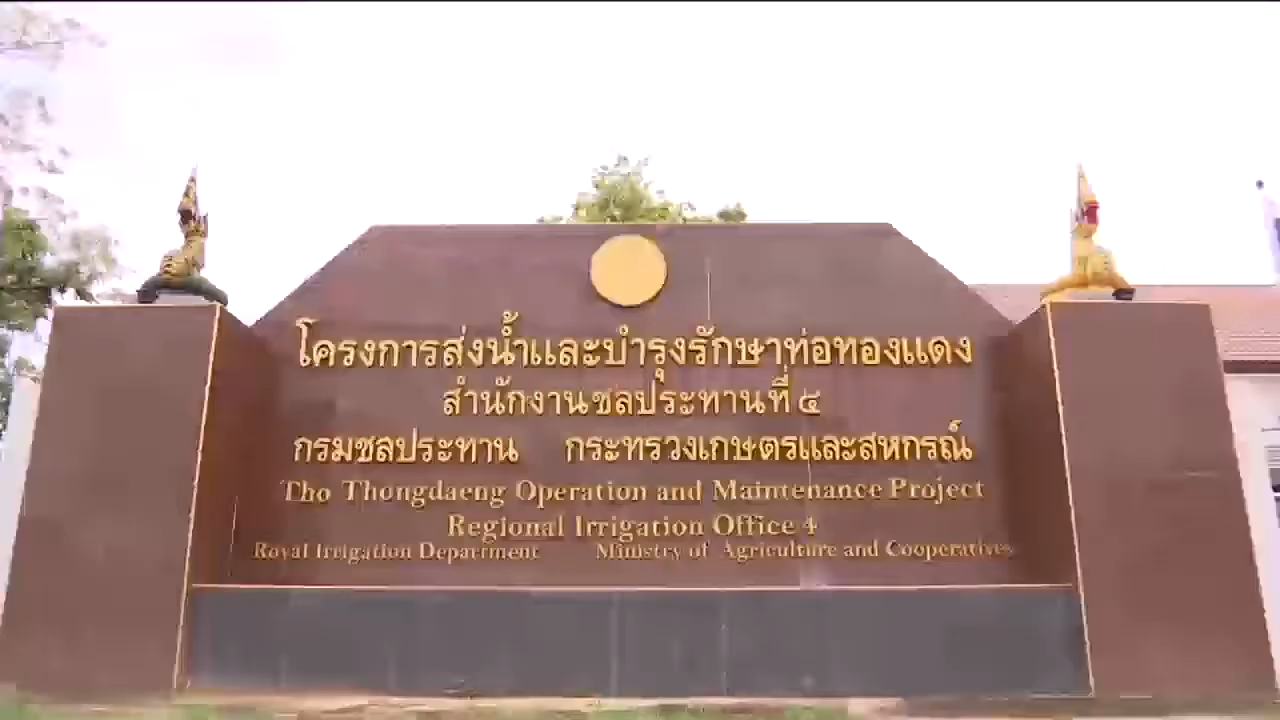 โครงการส่งน้ำและบำรุงรักษาท่อทองแดง
สำนักงานชลประทานที่ ๔
กรมชลประทาน กระทรวงเกษตรและสหกรณ์
Tho Thongdaeng Operation and Maintenance Project
Regional Irrigation Office 4
Royal Irrigation Department Ministry of Agriculture and Cooperatives